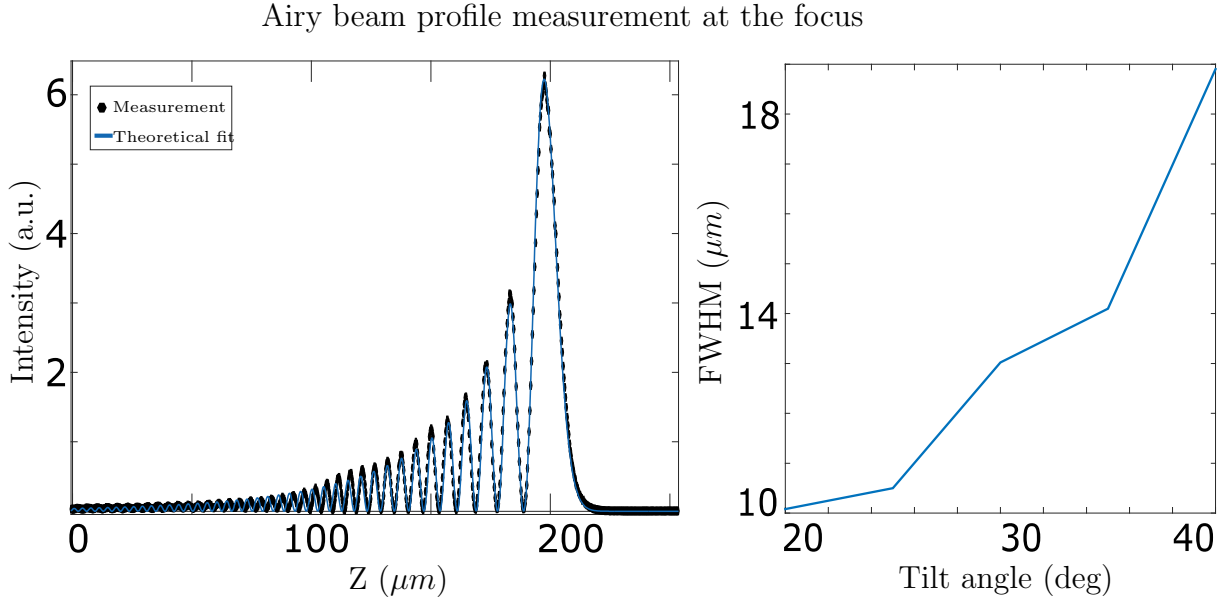 Airy beam profile measurement at the focus
Measurement
Theoretical fit
Intensity (a.u.)
6
4
2
0 100 200
Z (μm)
FWHM (μm)
18
14
10
20 30 40
Tilt angle (deg)